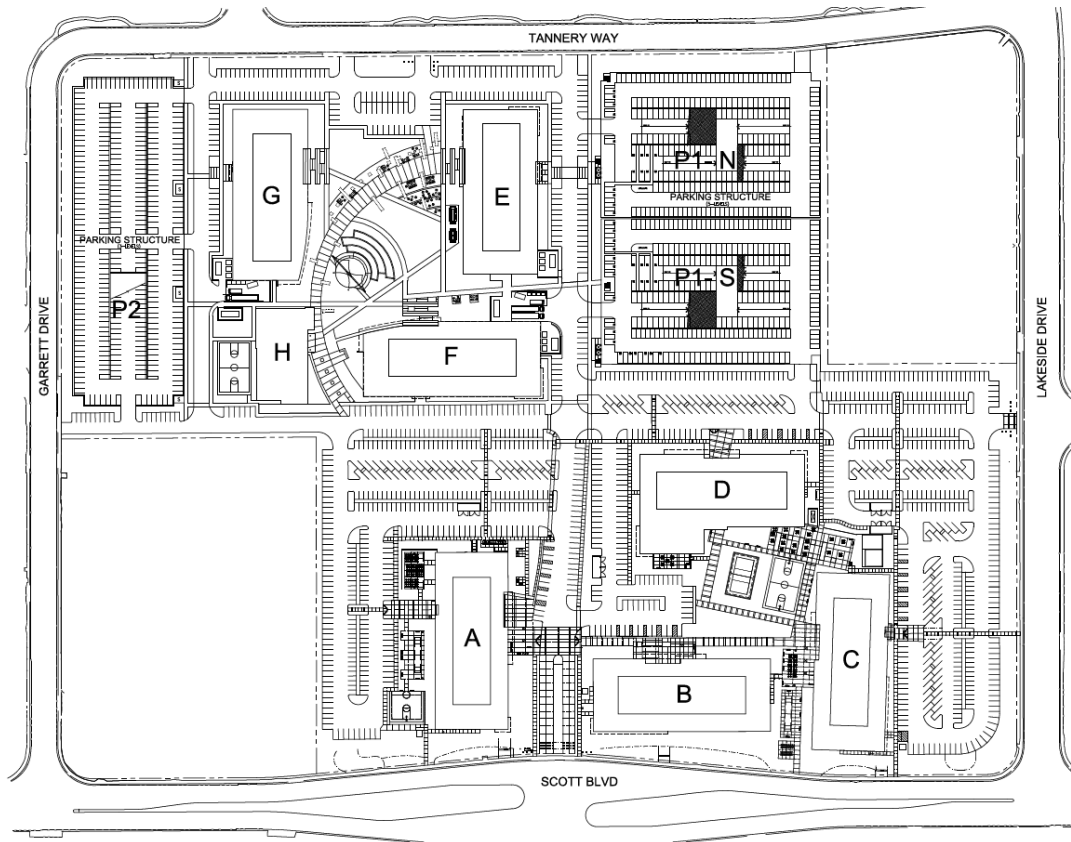 TANNERY WAY
P1 N
G
E
PARKING STRUCTURE
PARKING STRUCTURE
P1 S
P2
GARRETT DRIVE
LAKESIDE DRIVE
H
F
D
A
C
B
SCOTT BLVD